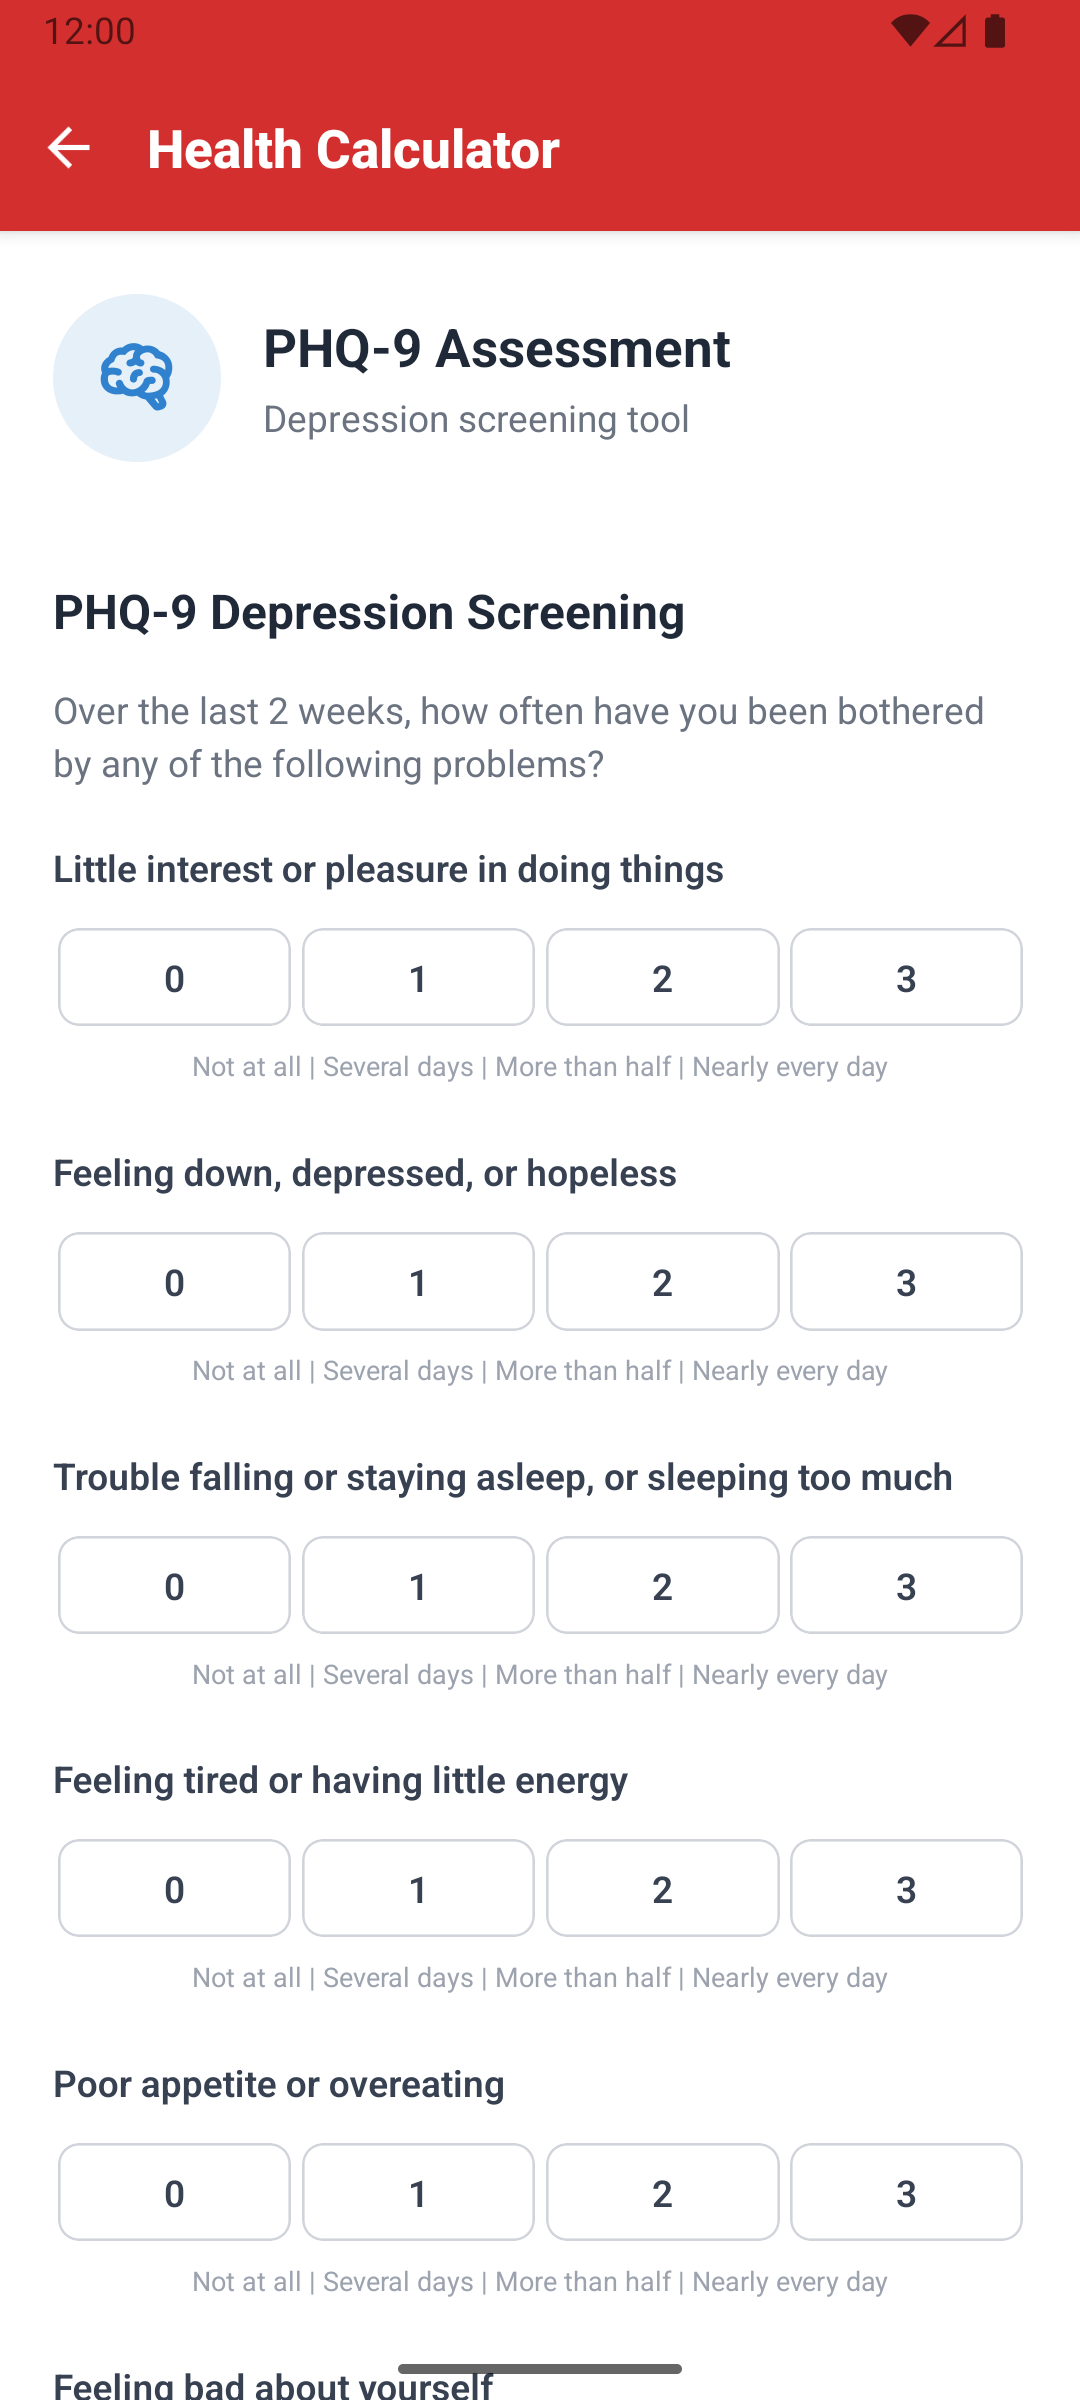 12:00
Health Calculator
PHQ-9 Assessment
Depression screening tool
PHQ-9 Depression Screening
Over the last 2 weeks, how often have you been bothered
by any of the following problems?
Little interest or pleasure in doing things
0 1 2 3
Not at all | Several days | More than half | Nearly every day
Feeling down, depressed, or hopeless
0 1 2 3
Not at all | Several days | More than half | Nearly every day
Trouble falling or staying asleep, or sleeping too much
0 1 2 3
Not at all | Several days | More than half | Nearly every day
Feeling tired or having little energy
0 1 2 3
Not at all | Several days | More than half | Nearly every day
Poor appetite or overeating
0 1 2 3
Not at all | Several days | More than half | Nearly every day
Feeling bad about yourself